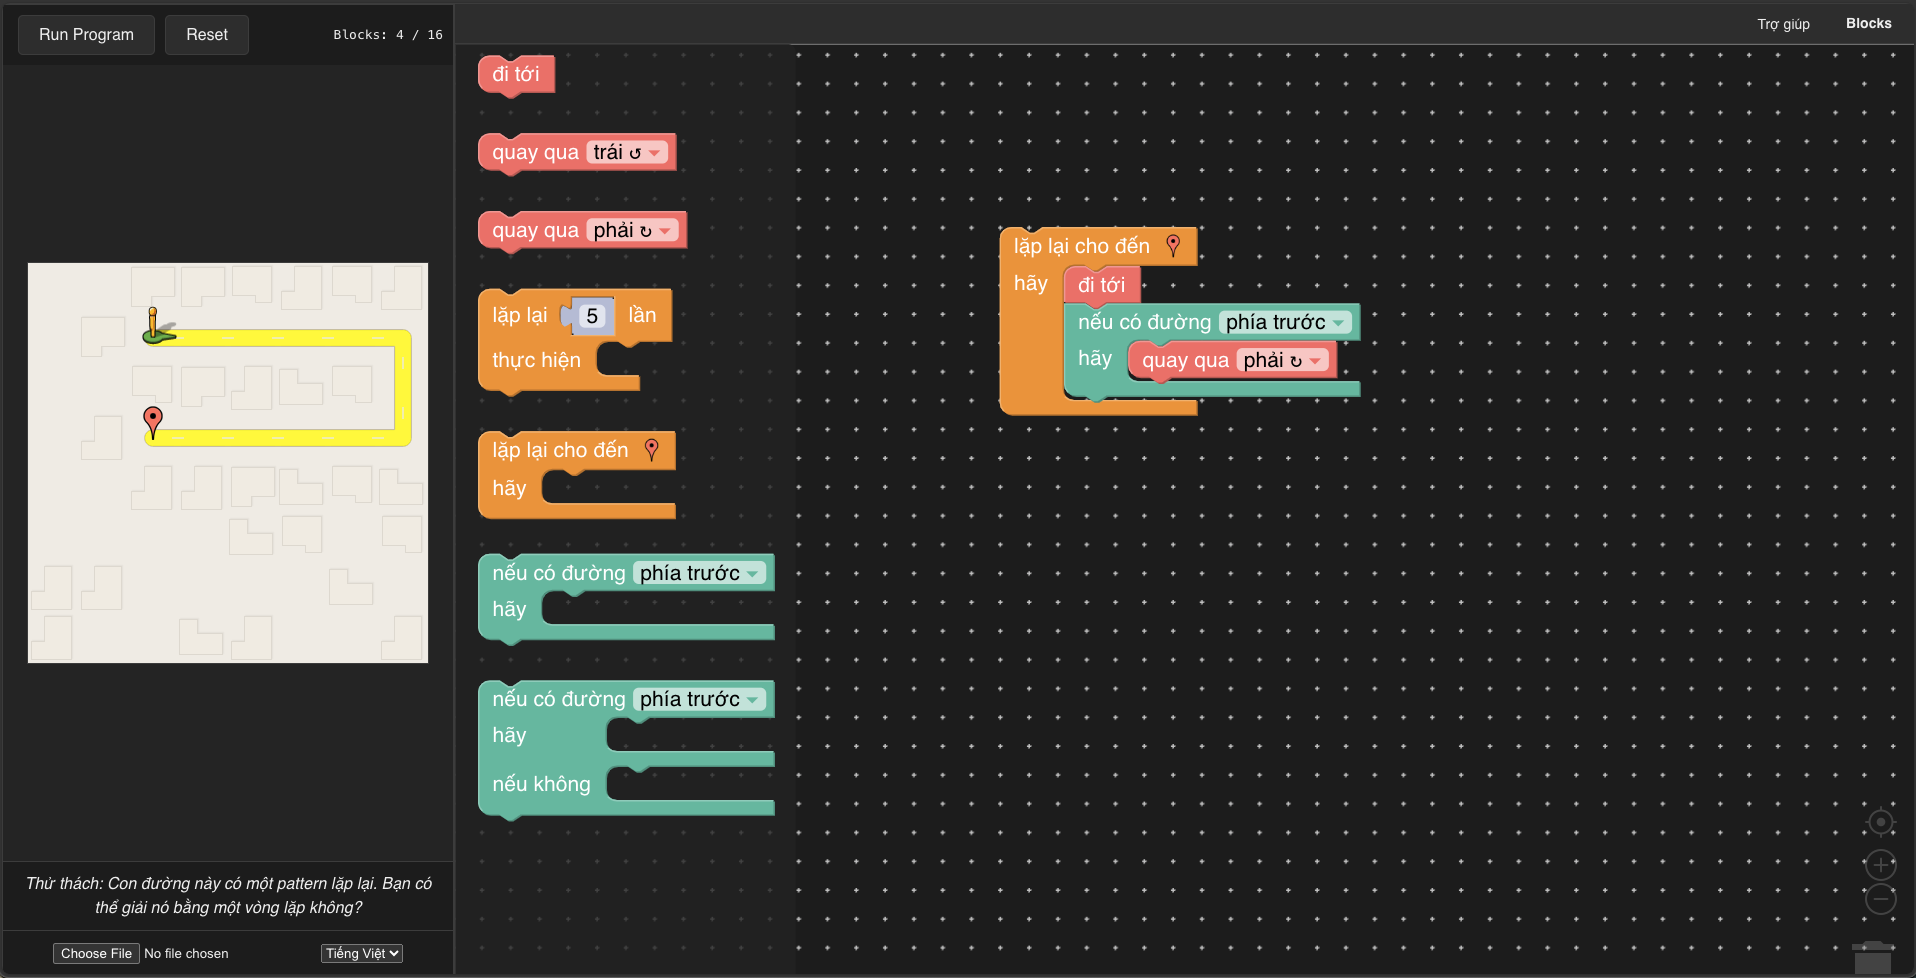 Run Program
Reset
Blocks: 4 / 16
Trợ giúp
Blocks
đi tới
quay qua trái ↺
quay qua phải ↻
lặp lại 5 lần
thực hiện
lặp lại cho đến
hãy
nếu có đường phía trước
hãy
nếu có đường phía trước
hãy
nếu không
lặp lại cho đến
hãy
đi tới
nếu có đường phía trước
hãy
quay qua phải ↻
Thử thách: Con đường này có một pattern lặp lại. Bạn có
thể giải nó bằng một vòng lặp không?
Choose File No file chosen
Tiếng Việt